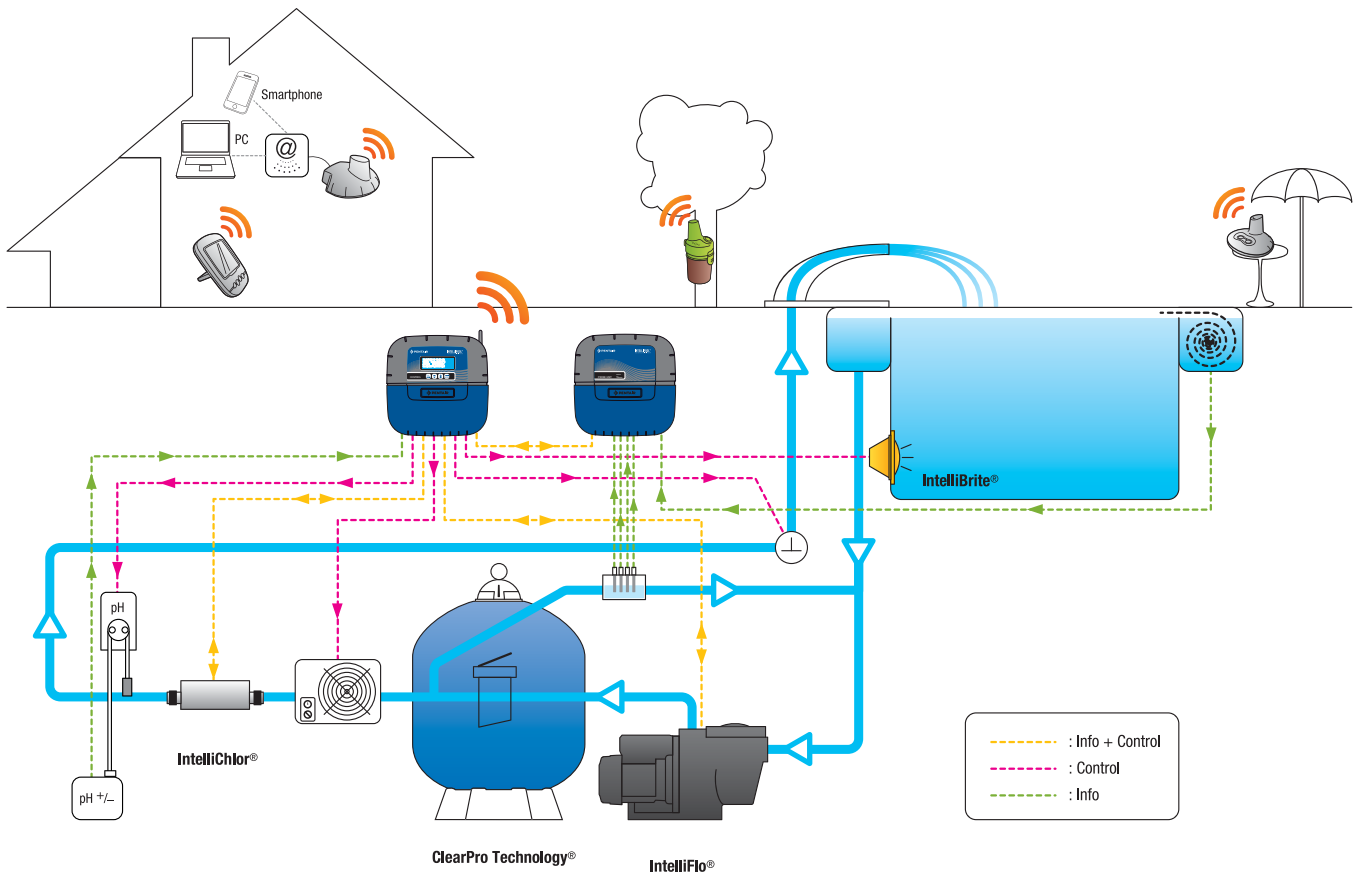 Smartphone
PC
@
IntelliBrite®
pH
IntelliChlor®
pH +/–
: Info + Control
: Control
: Info
ClearPro Technology®
IntelliFlo®